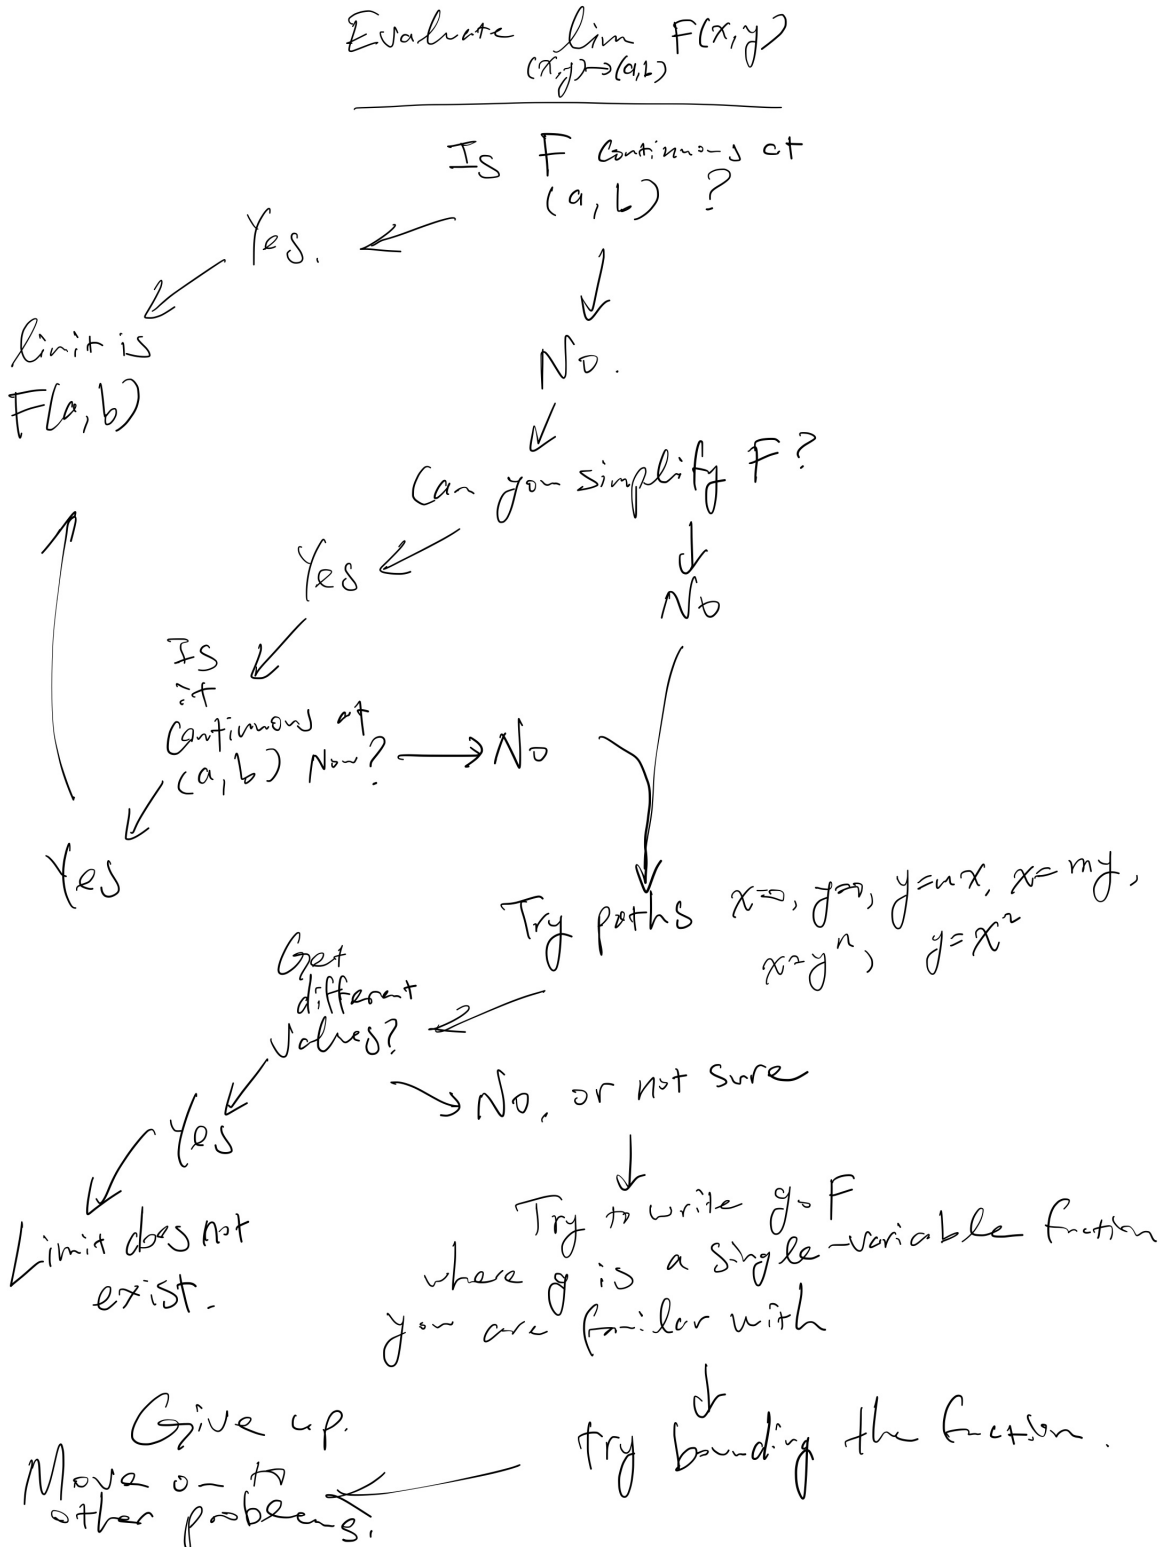 Evaluate lim F(x,y)
(x,y)→(a,b)
Is F continuous at
(a,b) ?
Yes.
limit is
F(a,b)
No.
Can you simplify F?
Yes
No
Is
it
Continuous at
(a,b) Now?
No
Yes
Try paths x=0, y=0, y=mx, x=my,
x=yⁿ, y=x²
Get
different
values?
No, or not sure
Yes
Limit does not
exist.
Try to write g∘F
where g is a single-variable function
you are familar with
try bounding the function.
Give up.
Move on to
other problems.